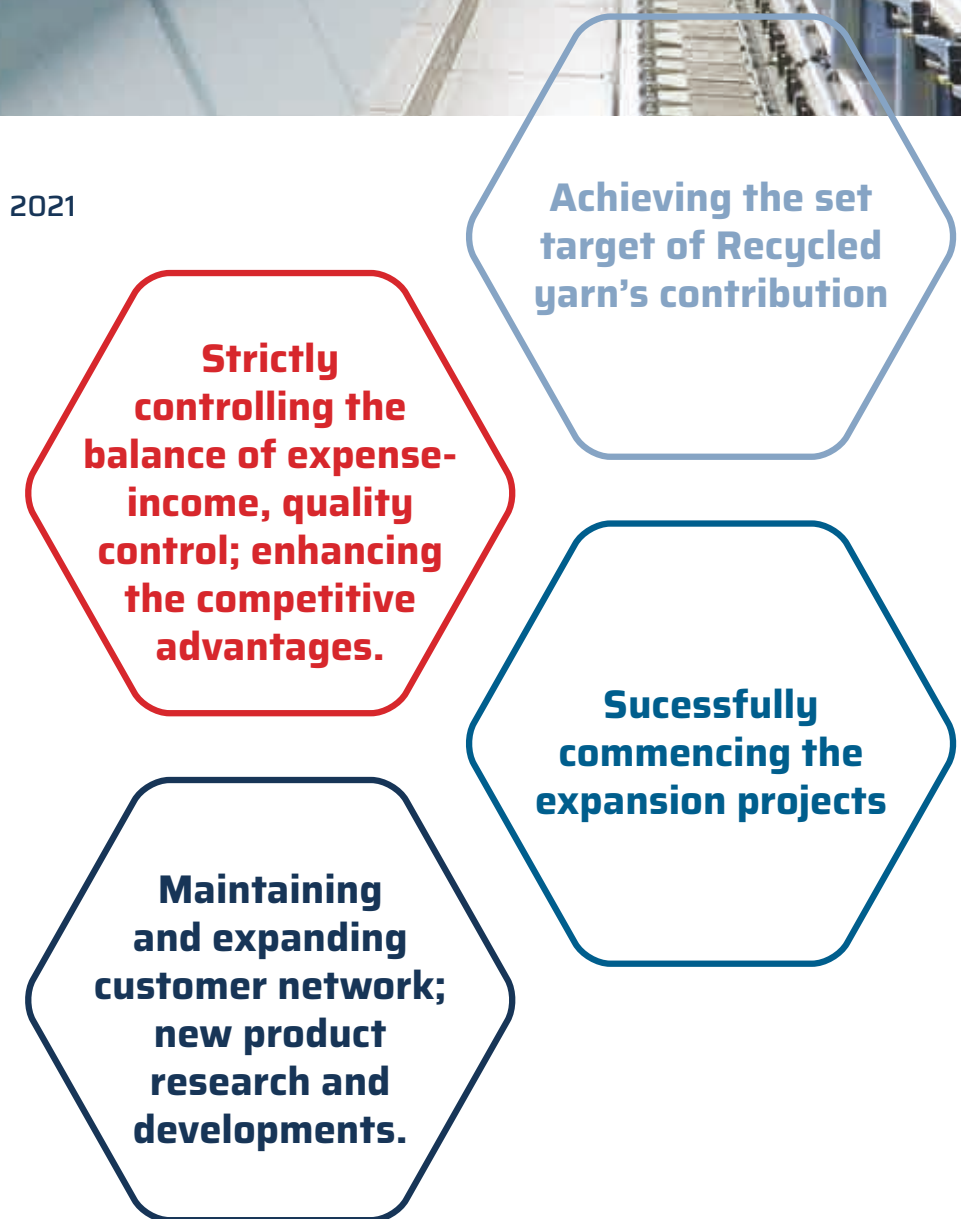 2021
Achieving the set
target of Recycled
yarn’s contribution
Strictly
controlling the
balance of expense-
income, quality
control; enhancing
the competitive
advantages.
Sucessfully
commencing the
expansion projects
Maintaining
and expanding
customer network;
new product
research and
developments.